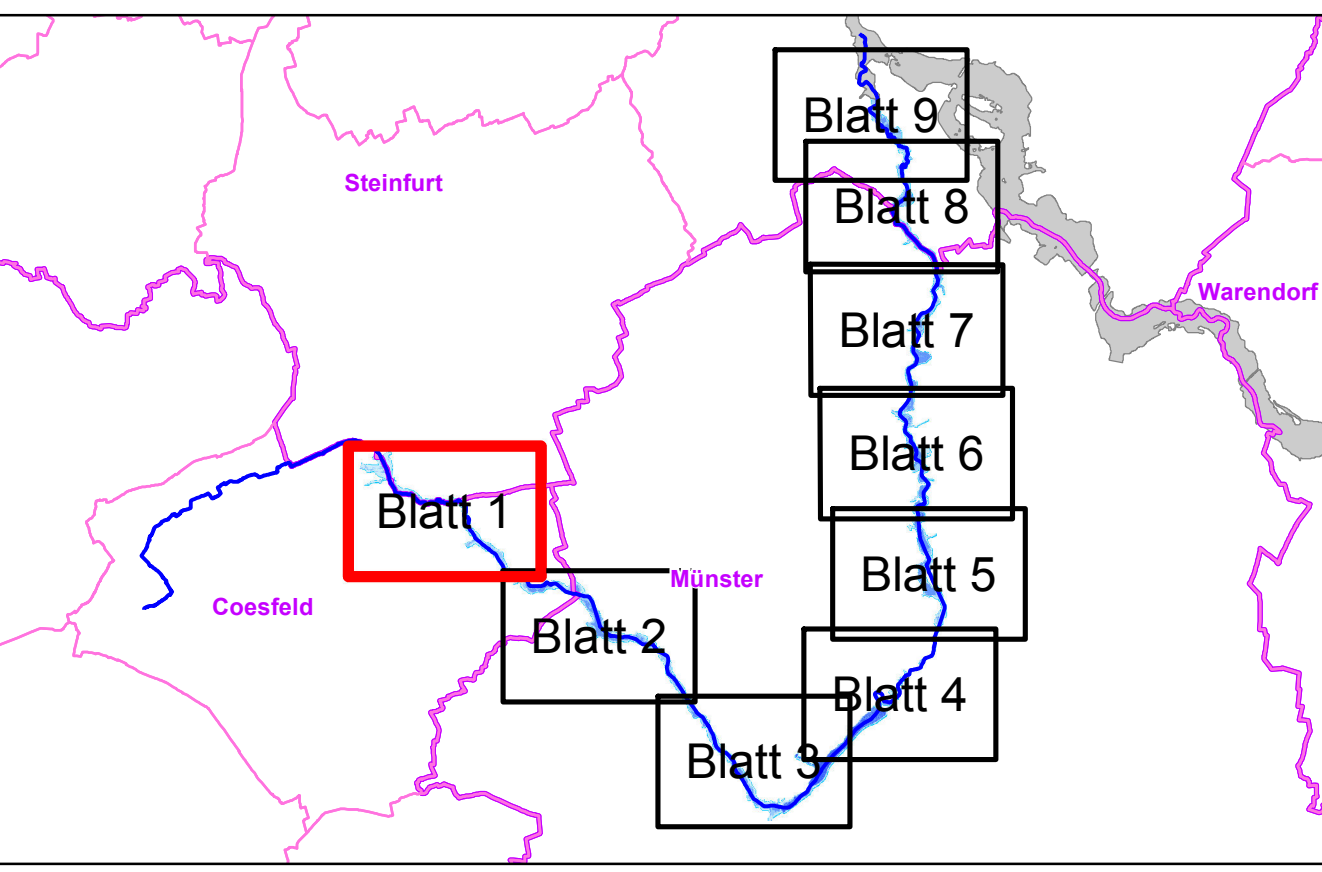 Blatt 9
Steinfurt
Blatt 8
Warendorf
Blatt 7
Blatt 6
Blatt 1
Blatt 5
Münster
Coesfeld
Blatt 2
Blatt 4
Blatt 3